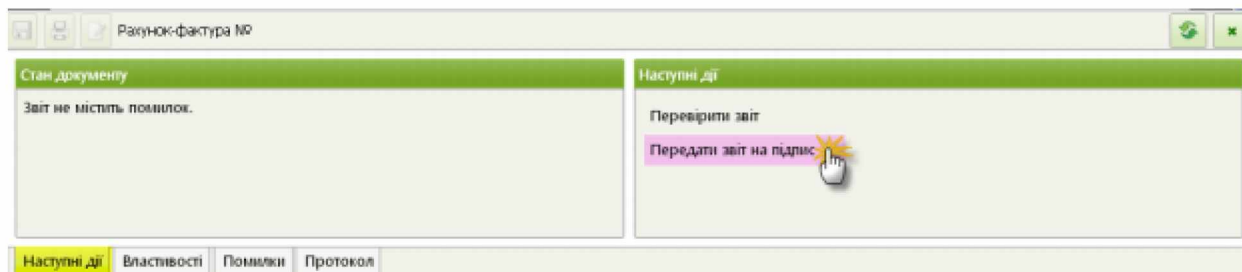 Рахунок-фактура №
Стан документу
Наступні дії
Звіт не містить помилок.
Перевірити звіт
Передати звіт на підпис
Наступні дії Властивості Помилки Протокол